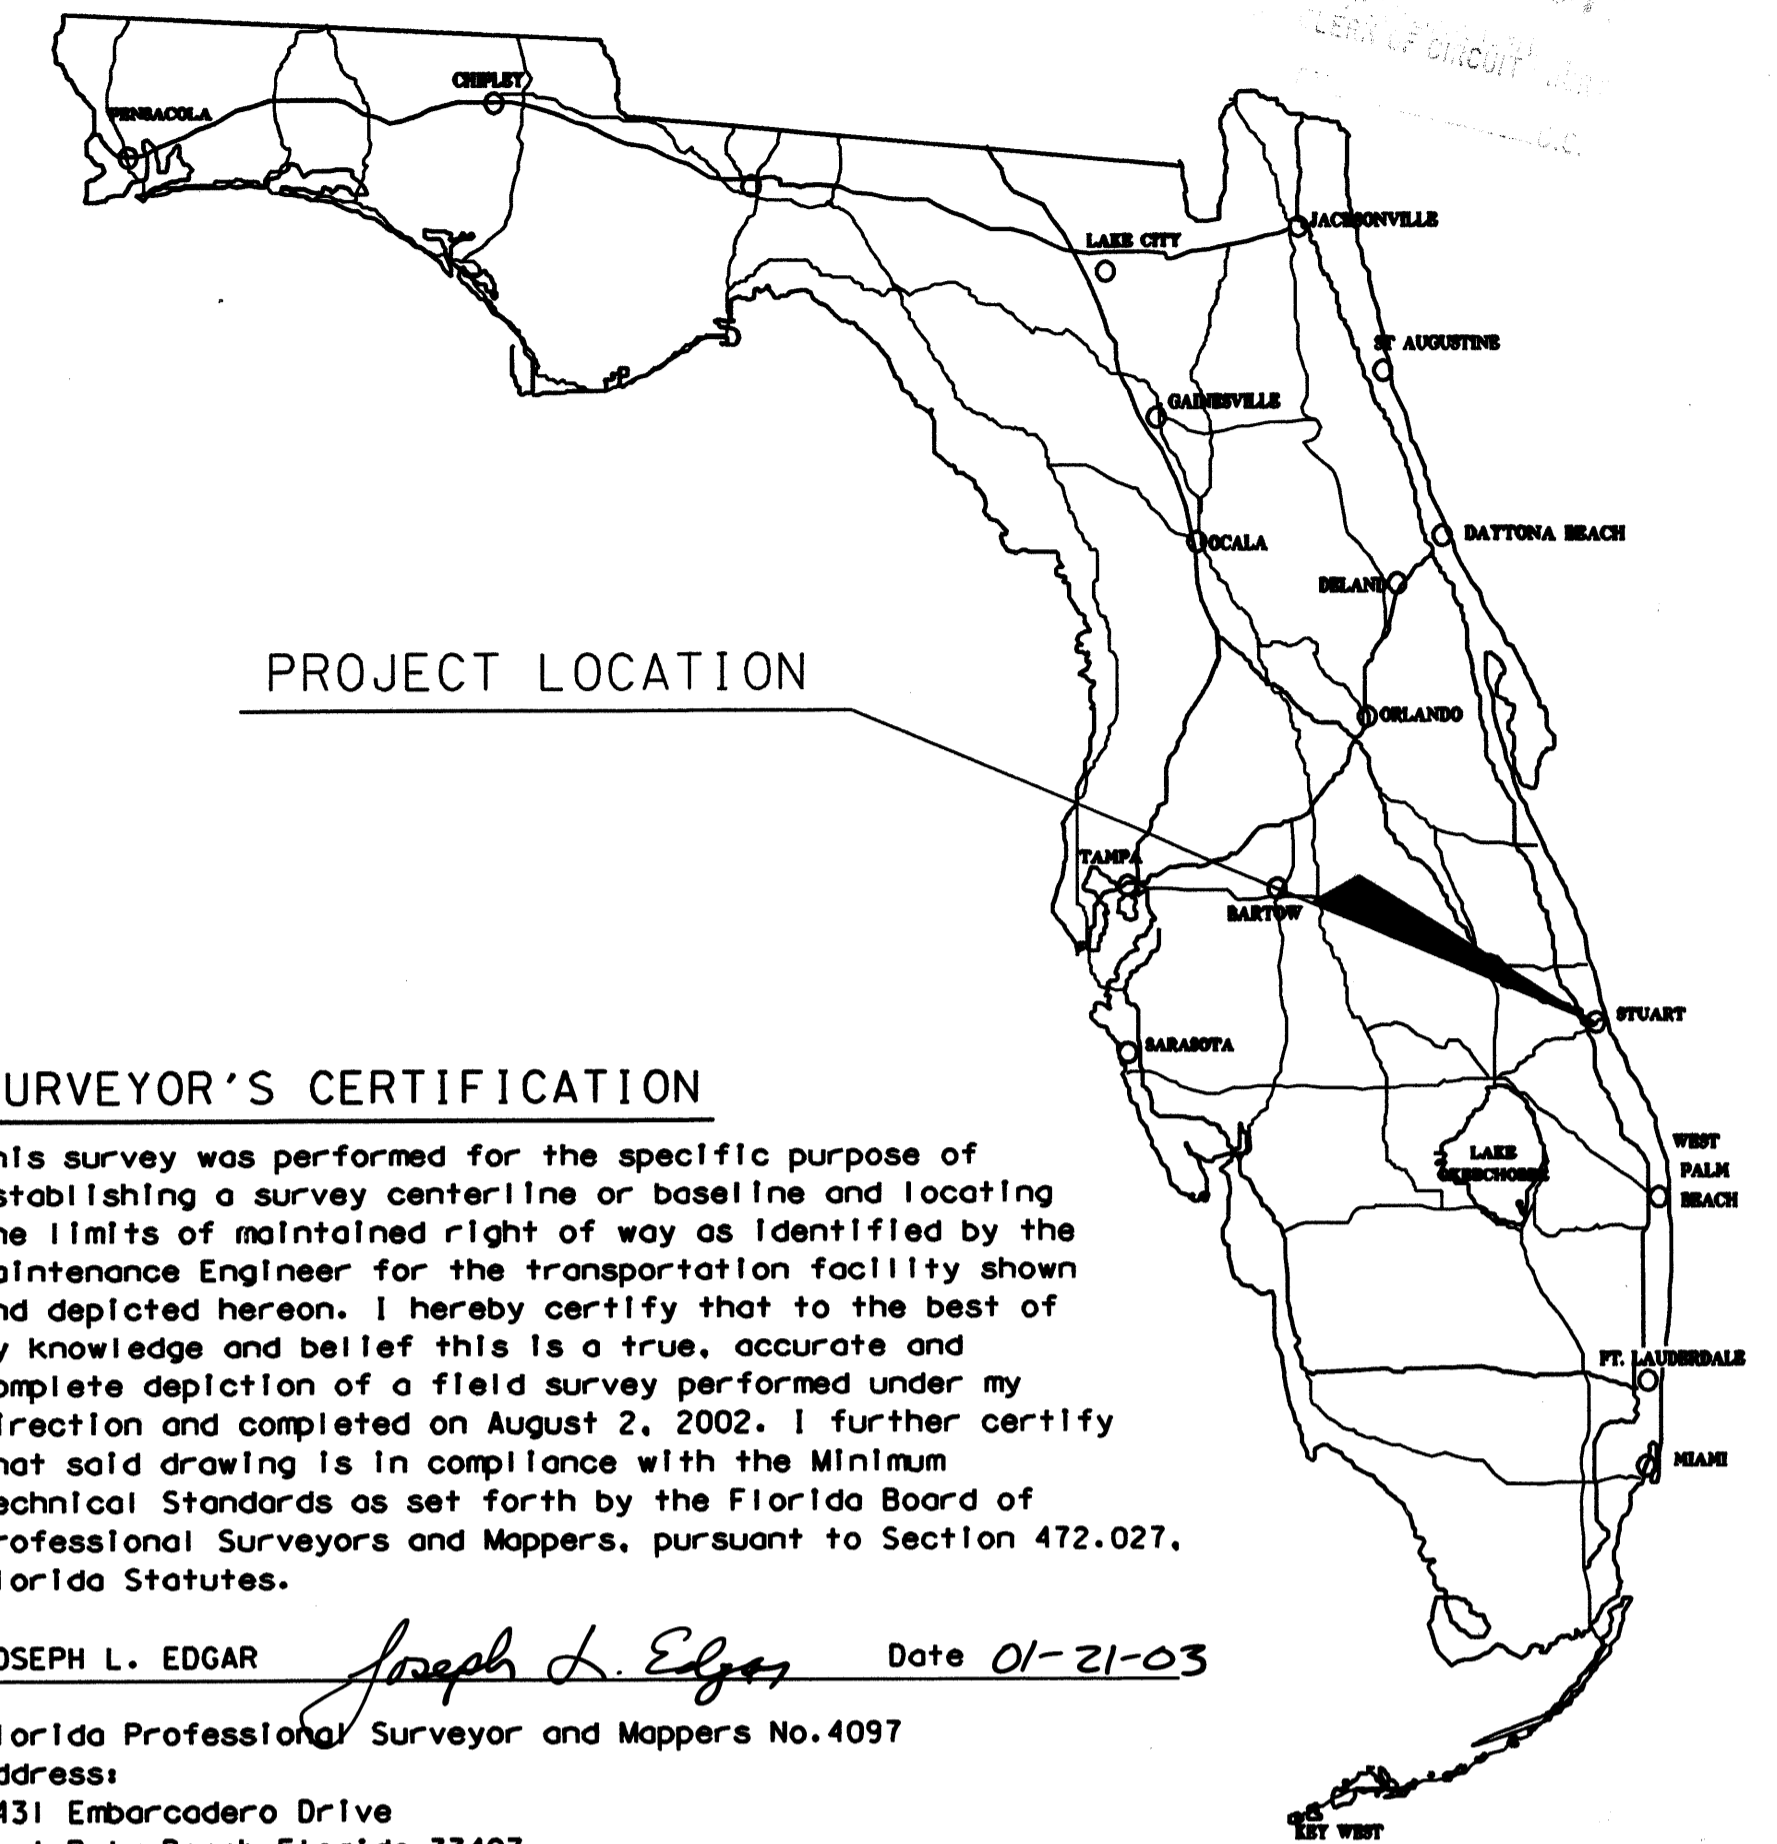 CLERK OF CIRCUIT
D.C.
CHIPLEY
PENSACOLA
JACKSONVILLE
LAKE CITY
ST AUGUSTINE
GAINESVILLE
DAYTONA BEACH
OCALA
DELAND
PROJECT LOCATION
ORLANDO
TAMPA
BARTOW
STUART
SARASOTA
WEST
PALM
BEACH
LAKE
OKEECHOBEE
FT. LAUDERDALE
MIAMI
KEY WEST
URVEYOR'S CERTIFICATION
his survey was performed for the specific purpose of
stablishing a survey centerline or baseline and locating
he limits of maintained right of way as identified by the
aintenance Engineer for the transportation facility shown
nd depicted hereon. I hereby certify that to the best of
y knowledge and belief this is a true, accurate and
omplete depiction of a field survey performed under my
irection and completed on August 2, 2002. I further certify
hat said drawing is in compliance with the Minimum
echnical Standards as set forth by the Florida Board of
rofessional Surveyors and Mappers, pursuant to Section 472.027,
lorida Statutes.
OSEPH L. EDGAR Joseph L. Edgar Date 01-21-03
lorida Professional Surveyor and Mappers No.4097
ddress:
431 Embarcadero Drive